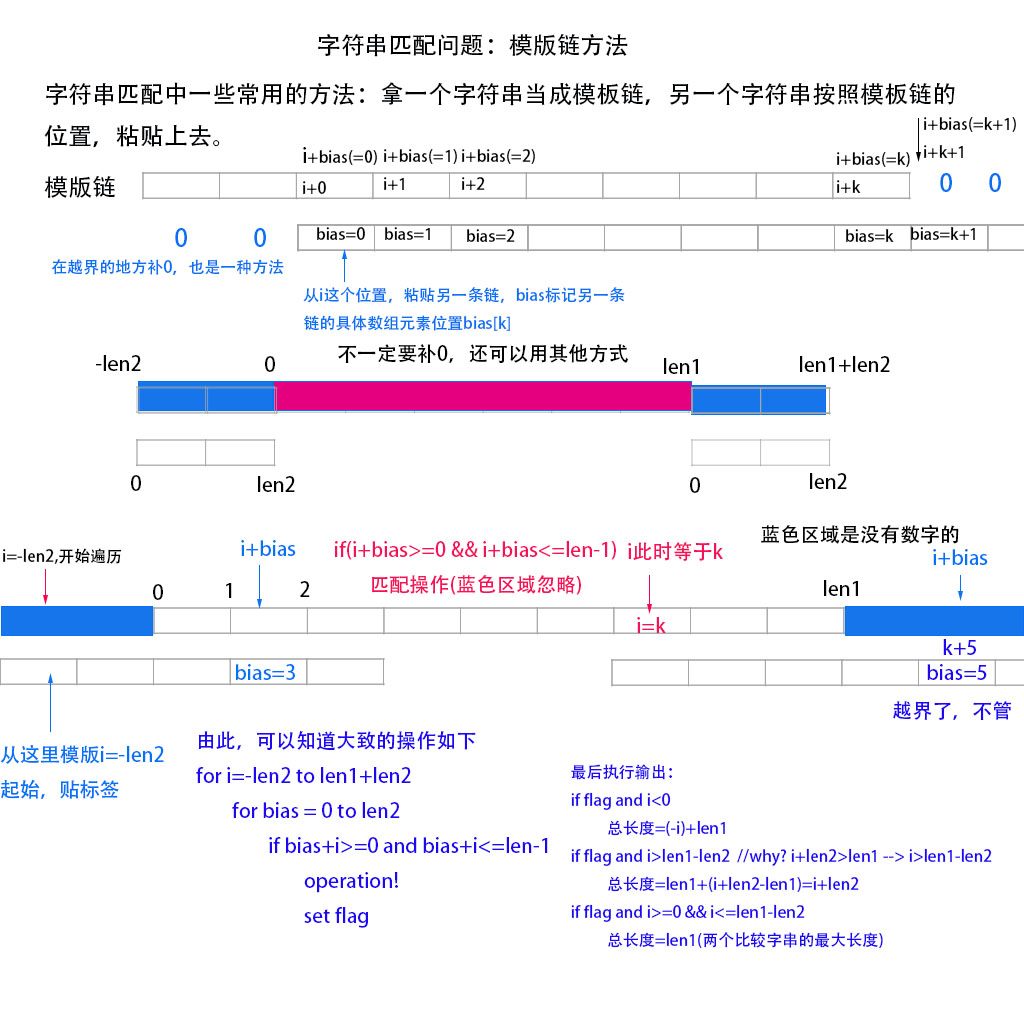 字符串匹配问题：模版链方法
字符串匹配中一些常用的方法：拿一个字符串当成模板链，另一个字符串按照模板链的
位置，粘贴上去。
i+bias(=k+1)
i+bias(=0) i+bias(=1) i+bias(=2) i+bias(=k) i+k+1
模版链 i+0 i+1 i+2 i+k 0 0
0 0 bias=0 bias=1 bias=2 bias=k bias=k+1
在越界的地方补0，也是一种方法
从i这个位置，粘贴另一条链，bias标记另一条
链的具体数组元素位置bias[k]
不一定要补0，还可以用其他方式
-len2 0 len1 len1+len2
0 len2 0 len2
蓝色区域是没有数字的
i=-len2,开始遍历 i+bias if(i+bias>=0 && i+bias<=len-1) i此时等于k i+bias
匹配操作(蓝色区域忽略)
0 1 2 len1
i=k
k+5
bias=3 bias=5
越界了，不管
从这里模版i=-len2
起始，贴标签
由此，可以知道大致的操作如下
for i=-len2 to len1+len2
for bias = 0 to len2
if bias+i>=0 and bias+i<=len-1
operation!
set flag
最后执行输出：
if flag and i<0
总长度=(-i)+len1
if flag and i>len1-len2 //why? i+len2>len1 --> i>len1-len2
总长度=len1+(i+len2-len1)=i+len2
if flag and i>=0 && i<=len1-len2
总长度=len1(两个比较字串的最大长度)